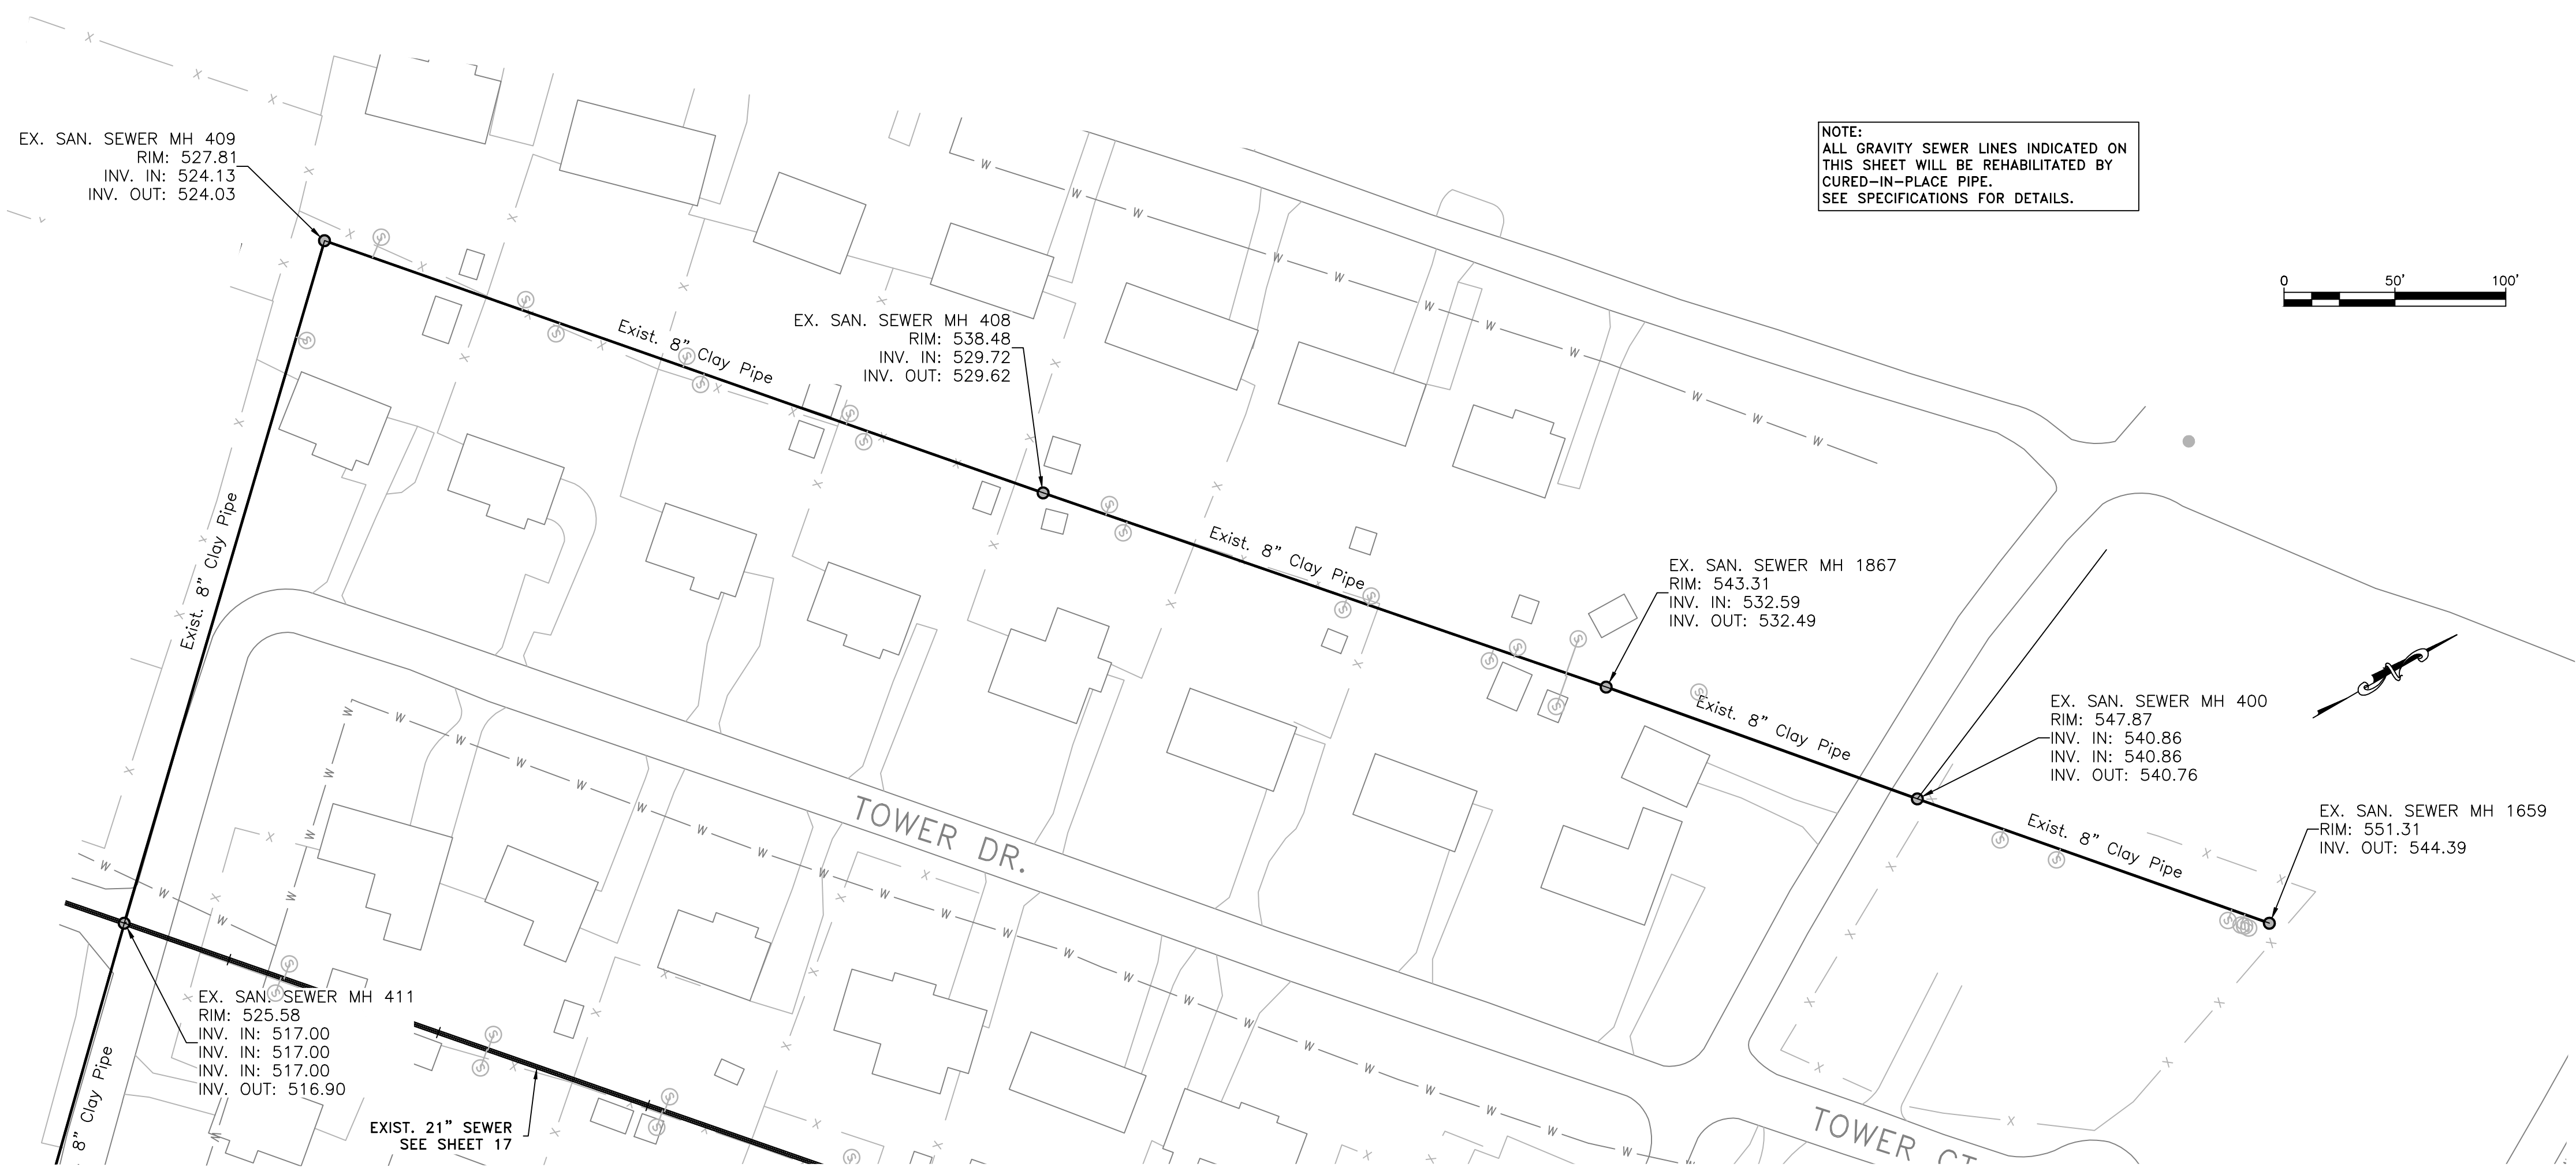 EX. SAN. SEWER MH 409
RIM: 527.81
INV. IN: 524.13
INV. OUT: 524.03
NOTE:
ALL GRAVITY SEWER LINES INDICATED ON
THIS SHEET WILL BE REHABILITATED BY
CURED-IN-PLACE PIPE.
SEE SPECIFICATIONS FOR DETAILS.
0 50' 100'
EX. SAN. SEWER MH 408
RIM: 538.48
INV. IN: 529.72
INV. OUT: 529.62
Exist. 8" Clay Pipe
Exist. 8" Clay Pipe
Exist. 8" Clay Pipe
EX. SAN. SEWER MH 1867
RIM: 543.31
INV. IN: 532.59
INV. OUT: 532.49
Exist. 8" Clay Pipe
EX. SAN. SEWER MH 400
RIM: 547.87
INV. IN: 540.86
INV. IN: 540.86
INV. OUT: 540.76
Exist. 8" Clay Pipe
EX. SAN. SEWER MH 1659
RIM: 551.31
INV. OUT: 544.39
TOWER DR.
EX. SAN. SEWER MH 411
RIM: 525.58
INV. IN: 517.00
INV. IN: 517.00
INV. IN: 517.00
INV. OUT: 516.90
8" Clay Pipe
EXIST. 21" SEWER
SEE SHEET 17
TOWER CT